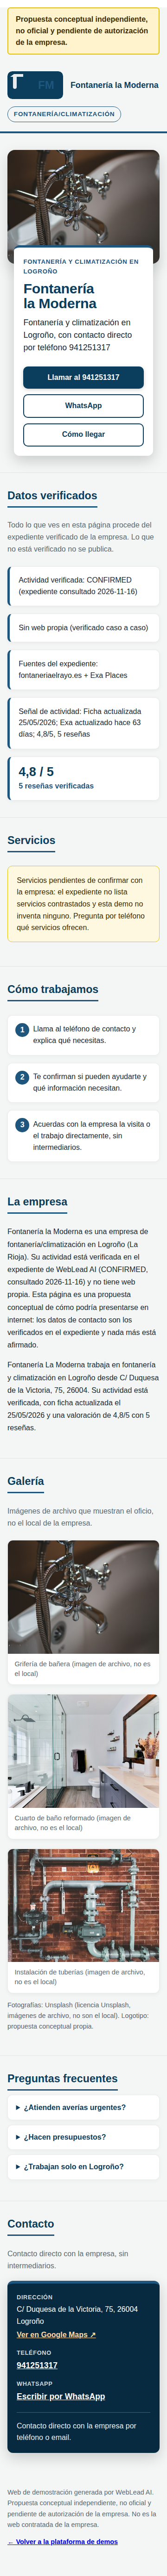 Propuesta conceptual independiente,
no oficial y pendiente de autorización
de la empresa.
FM
Fontanería la Moderna
FONTANERÍA/CLIMATIZACIÓN
FONTANERÍA Y CLIMATIZACIÓN EN
LOGROÑO
Fontanería
la Moderna
Fontanería y climatización en
Logroño, con contacto directo
por teléfono 941251317
Llamar al 941251317
WhatsApp
Cómo llegar
Datos verificados
Todo lo que ves en esta página procede del
expediente verificado de la empresa. Lo que
no está verificado no se publica.
Actividad verificada: CONFIRMED
(expediente consultado 2026-11-16)
Sin web propia (verificado caso a caso)
Fuentes del expediente:
fontaneriaelrayo.es + Exa Places
Señal de actividad: Ficha actualizada
25/05/2026; Exa actualizado hace 63
días; 4,8/5, 5 reseñas
4,8 / 5
5 reseñas verificadas
Servicios
Servicios pendientes de confirmar con
la empresa: el expediente no lista
servicios contrastados y esta demo no
inventa ninguno. Pregunta por teléfono
qué servicios ofrecen.
Cómo trabajamos
1 Llama al teléfono de contacto y
explica qué necesitas.
2 Te confirman si pueden ayudarte y
qué información necesitan.
3 Acuerdas con la empresa la visita o
el trabajo directamente, sin
intermediarios.
La empresa
Fontanería la Moderna es una empresa de
fontanería/climatización en Logroño (La
Rioja). Su actividad está verificada en el
expediente de WebLead AI (CONFIRMED,
consultado 2026-11-16) y no tiene web
propia. Esta página es una propuesta
conceptual de cómo podría presentarse en
internet: los datos de contacto son los
verificados en el expediente y nada más está
afirmado.
Fontanería La Moderna trabaja en fontanería
y climatización en Logroño desde C/ Duquesa
de la Victoria, 75, 26004. Su actividad está
verificada, con ficha actualizada el
25/05/2026 y una valoración de 4,8/5 con 5
reseñas.
Galería
Imágenes de archivo que muestran el oficio,
no el local de la empresa.
Grifería de bañera (imagen de archivo, no es
el local)
Cuarto de baño reformado (imagen de
archivo, no es el local)
Instalación de tuberías (imagen de archivo,
no es el local)
Fotografías: Unsplash (licencia Unsplash,
imágenes de archivo, no son el local). Logotipo:
propuesta conceptual propia.
Preguntas frecuentes
¿Atienden averías urgentes?
¿Hacen presupuestos?
¿Trabajan solo en Logroño?
Contacto
Contacto directo con la empresa, sin
intermediarios.
DIRECCIÓN
C/ Duquesa de la Victoria, 75, 26004
Logroño
Ver en Google Maps ↗
TELÉFONO
941251317
WHATSAPP
Escribir por WhatsApp
Contacto directo con la empresa por
teléfono o email.
Web de demostración generada por WebLead AI.
Propuesta conceptual independiente, no oficial y
pendiente de autorización de la empresa. No es la
web contratada de la empresa.
← Volver a la plataforma de demos